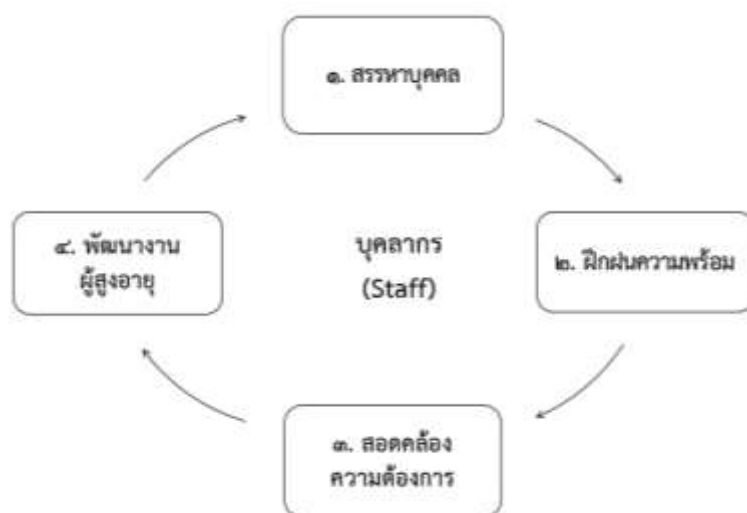 ๑. สรรหาบุคคล
๔. พัฒนางาน
ผู้สูงอายุ
บุคลากร
(Staff)
๒. ฝึกฝนความพร้อม
๓. สอดคล้อง
ความต้องการ